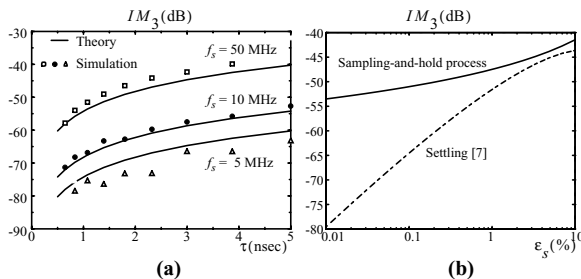 IM3(dB)
-20
-30
-40
-50
-60
-70
-80
-90
Theory
Simulation
fs = 50 MHz
fs = 10 MHz
fs = 5 MHz
0
1
2
3
4
5
τ(nsec)
(a)
IM3(dB)
-40
-45
-50
-55
-60
-65
-70
-75
-80
Sampling-and-hold process
Settling [7]
0.01
0.1
1
10
εs(%)
(b)